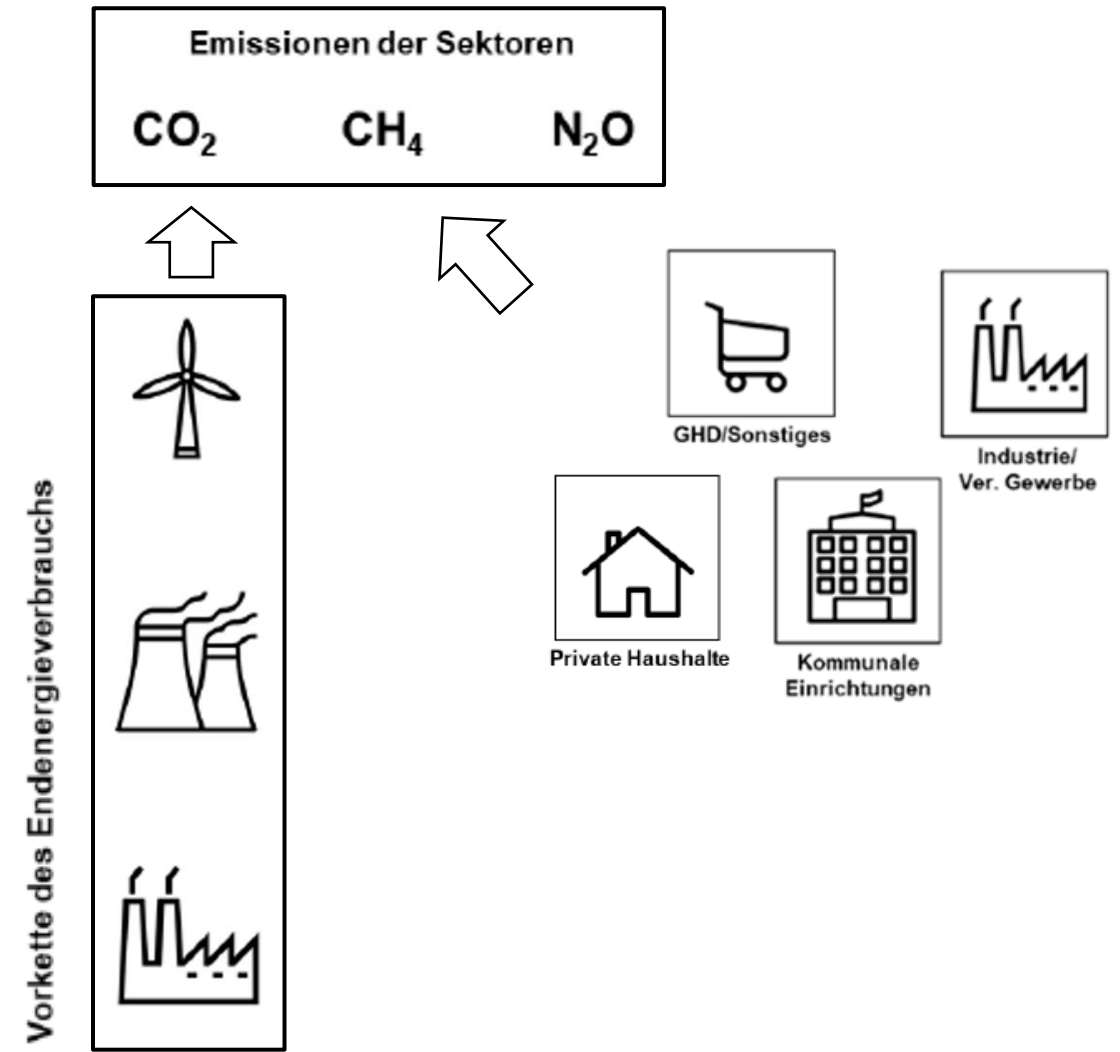 Emissionen der Sektoren
CO₂ CH₄ N₂O
GHD/Sonstiges
Industrie/
Ver. Gewerbe
Private Haushalte
Kommunale
Einrichtungen
Vorkette des Endenergieverbrauchs